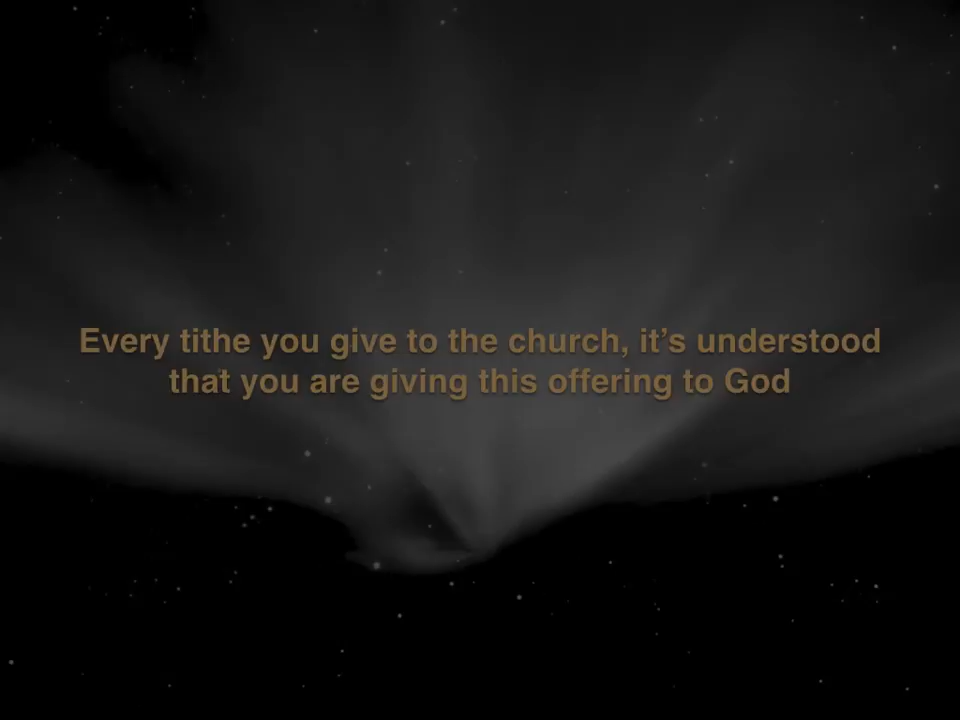 Every tithe you give to the church, it’s understood
that you are giving this offering to God